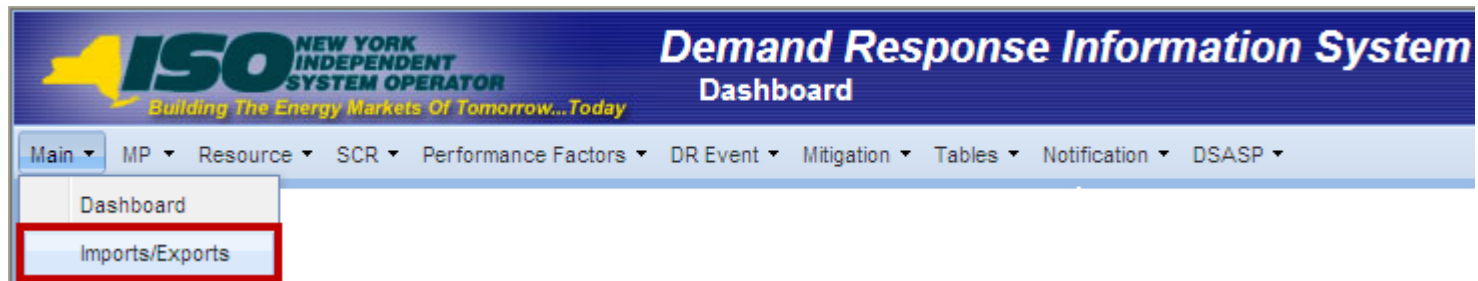 ISO NEW YORK
INDEPENDENT
SYSTEM OPERATOR
Building The Energy Markets Of Tomorrow...Today
Demand Response Information System
Dashboard
Main MP Resource SCR Performance Factors DR Event Mitigation Tables Notification DSASP
Dashboard
Imports/Exports